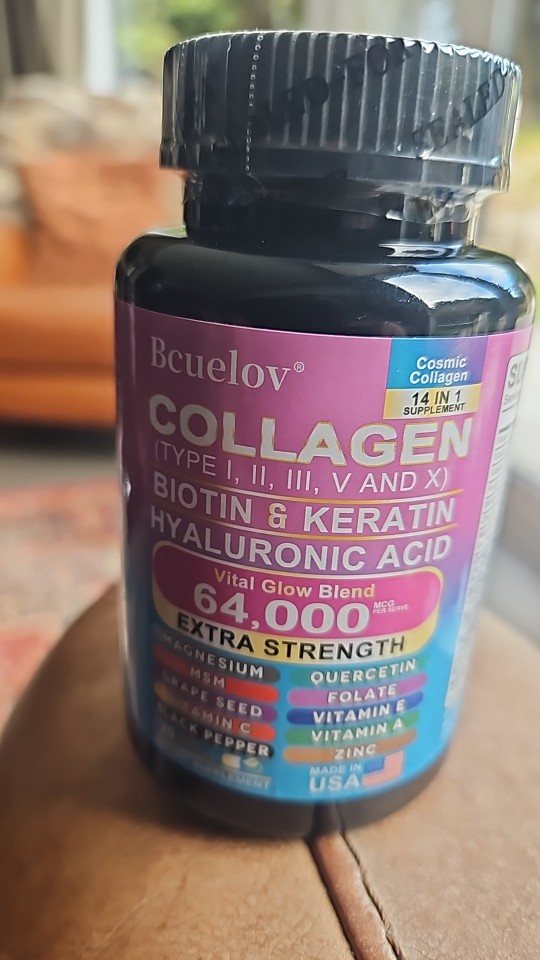 SEALED
Bcuelov®
Cosmic
Collagen
14 IN 1
SUPPLEMENT
COLLAGEN
(TYPE I, II, III, V AND X)
BIOTIN & KERATIN
HYALURONIC ACID
Vital Glow Blend
64,000 MCG
PER SERVE
EXTRA STRENGTH
MAGNESIUM
MSM
GRAPE SEED
VITAMIN C
BLACK PEPPER
QUERCETIN
FOLATE
VITAMIN E
VITAMIN A
ZINC
SUPPLEMENT
MADE IN
USA